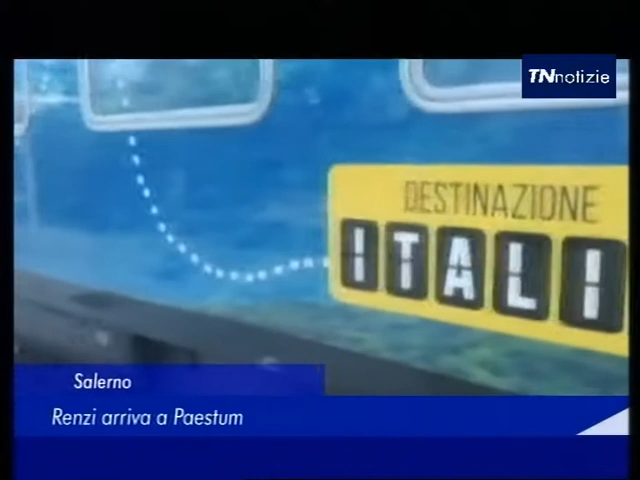 TNnotizie
DESTINAZIONE
ITALI
Salerno
Renzi arriva a Paestum